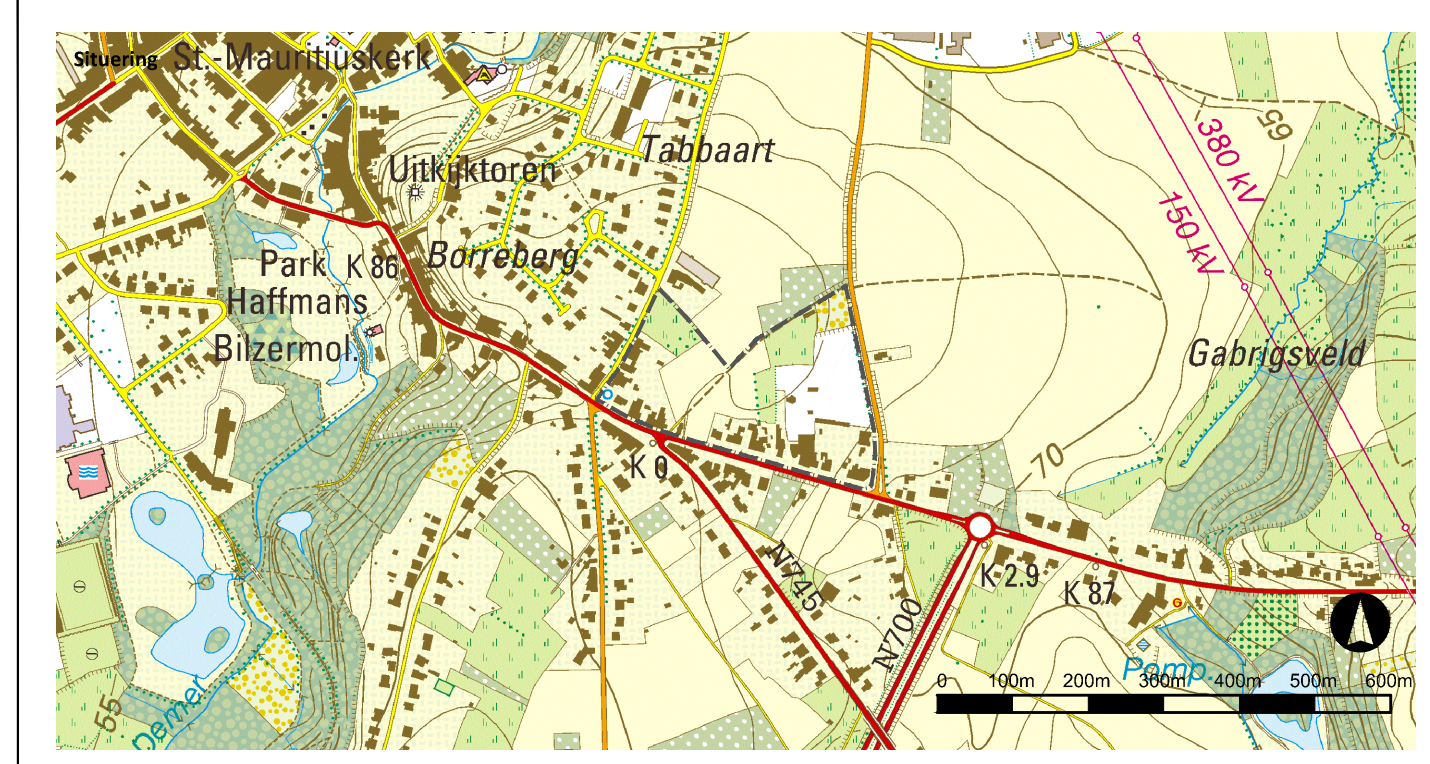 Situering
St.-Mauritiuskerk
55
380 kV
150 kV
Tabbaart
Uitkijktoren
Borreberg
Park
K 86
Haffmans
Bilzermol.
Gabrigsveld
70
K 0
N745
K 2.9
K 87
N700
Pomp
55
Demer
0 100m 200m 300m 400m 500m 600m